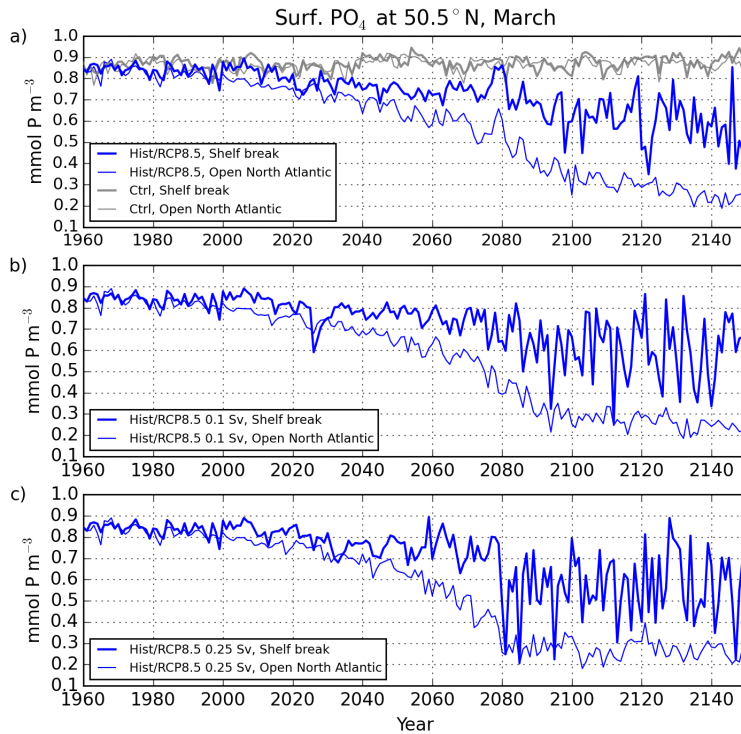 Surf. PO₄ at 50.5°N, March
a)
mmol P m⁻³
1.0
0.9
0.8
0.7
0.6
0.5
0.4
0.3
0.2
0.1
Hist/RCP8.5, Shelf break
Hist/RCP8.5, Open North Atlantic
Ctrl, Shelf break
Ctrl, Open North Atlantic
1960 1980 2000 2020 2040 2060 2080 2100 2120 2140
b)
mmol P m⁻³
1.0
0.9
0.8
0.7
0.6
0.5
0.4
0.3
0.2
0.1
Hist/RCP8.5 0.1 Sv, Shelf break
Hist/RCP8.5 0.1 Sv, Open North Atlantic
1960 1980 2000 2020 2040 2060 2080 2100 2120 2140
c)
mmol P m⁻³
1.0
0.9
0.8
0.7
0.6
0.5
0.4
0.3
0.2
0.1
Hist/RCP8.5 0.25 Sv, Shelf break
Hist/RCP8.5 0.25 Sv, Open North Atlantic
1960 1980 2000 2020 2040 2060 2080 2100 2120 2140
Year